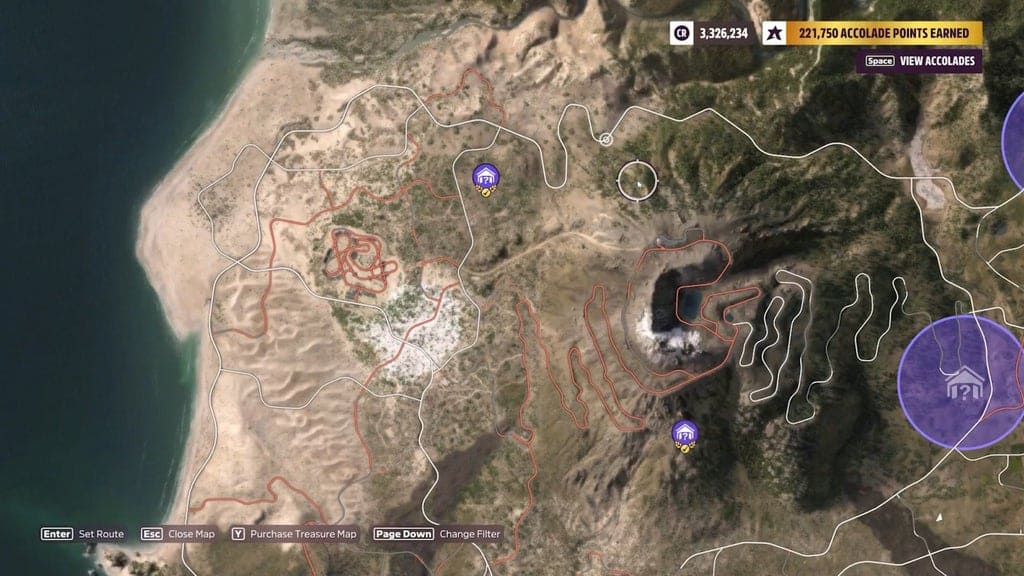 CR 3,326,234 221,750 ACCOLADE POINTS EARNED
Space VIEW ACCOLADES
?
?
?
Enter Set Route Esc Close Map Y Purchase Treasure Map Page Down Change Filter